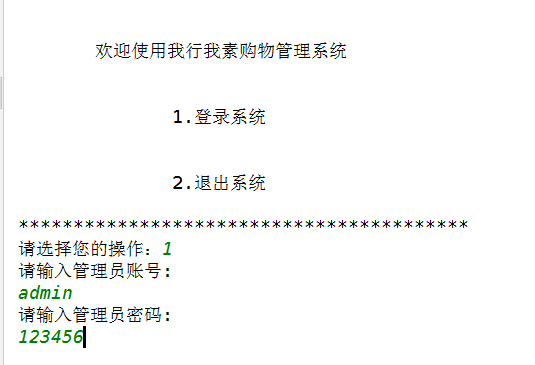 欢迎使用我行我素购物管理系统
1.登录系统
2.退出系统
*****************************************
请选择您的操作：1
请输入管理员账号:
admin
请输入管理员密码:
123456